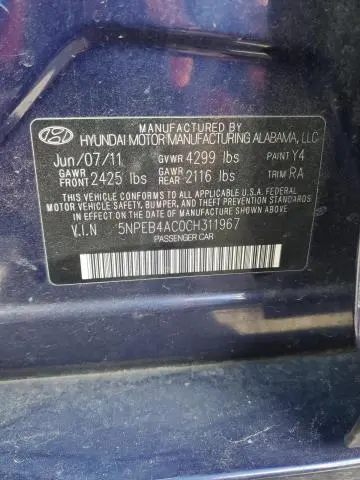 MANUFACTURED BY
HYUNDAI MOTOR MANUFACTURING ALABAMA, LLC
Jun/07/11 GVWR 4299 lbs PAINT Y4
GAWR FRONT 2425 lbs GAWR REAR 2116 lbs TRIM RA
THIS VEHICLE CONFORMS TO ALL APPLICABLE U.S.A. FEDERAL
MOTOR VEHICLE SAFETY, BUMPER, AND THEFT PREVENTION
STANDARDS IN EFFECT ON THE DATE OF MANUFACTURE SHOWN ABOVE.
V.I.N 5NPEB4AC0CH311967
PASSENGER CAR